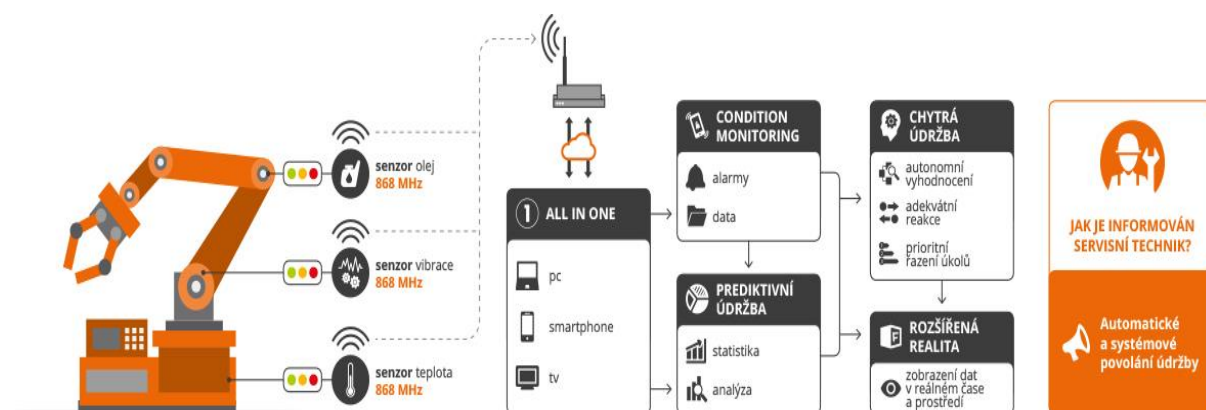 senzor olej
868 MHz
senzor vibrace
868 MHz
senzor teplota
868 MHz
1 ALL IN ONE
pc
smartphone
tv
CONDITION
MONITORING
alarmy
data
PREDIKTIVNÍ
ÚDRŽBA
statistika
analýza
CHYTRÁ
ÚDRŽBA
autonomní
vyhodnocení
adekvátní
reakce
prioritní
řazení úkolů
ROZŠÍŘENÁ
REALITA
zobrazení dat
v reálném čase
a prostředí
JAK JE INFORMOVÁN
SERVISNÍ TECHNIK?
Automatické
a systémové
povolání údržby